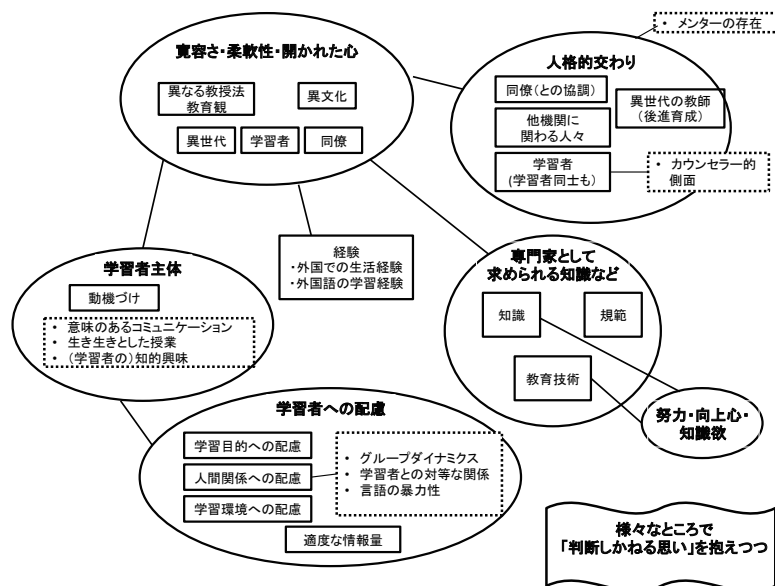 ・ メンターの存在
寛容さ・柔軟性・開かれた心
異なる教授法
教育観
異文化
異世代
学習者
同僚
人格的交わり
同僚(との協調)
異世代の教師
(後進育成)
他機関に
関わる人々
学習者
(学習者同士も)
・ カウンセラー的
側面
経験
・外国での生活経験
・外国語の学習経験
学習者主体
動機づけ
・ 意味のあるコミュニケーション
・ 生き生きとした授業
・ (学習者の)知的興味
専門家として
求められる知識など
知識
規範
教育技術
努力・向上心・
知識欲
学習者への配慮
学習目的への配慮
人間関係への配慮
学習環境への配慮
適度な情報量
・ グループダイナミクス
・ 学習者との対等な関係
・ 言語の暴力性
様々なところで
「判断しかねる思い」を抱えつつ